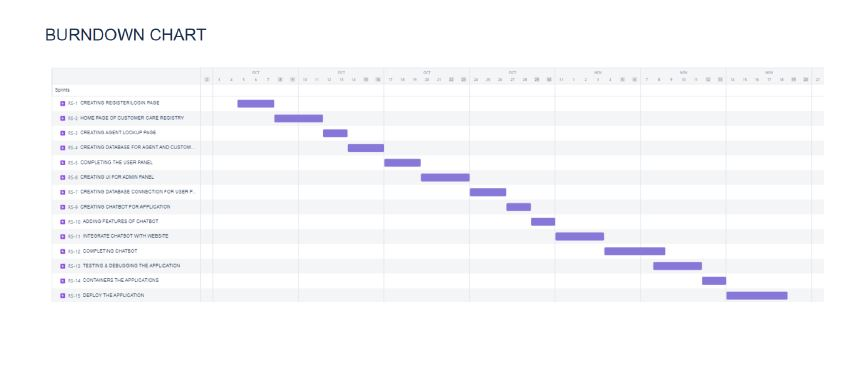 BURNDOWN CHART
OCT OCT OCT OCT NOV NOV NOV
2 3 4 5 6 7 8 9 10 11 12 13 14 15 16 17 18 19 20 21 22 23 24 25 26 27 28 29 30 31 1 2 3 4 5 6 7 8 9 10 11 12 13 14 15 16 17 18 19 20 21
Sprints
RS-1 CREATING REGISTER/LOGIN PAGE
RS-2 HOME PAGE OF CUSTOMER CARE REGISTRY
RS-3 CREATING AGENT LOOKUP PAGE
RS-4 CREATING DATABASE FOR AGENT AND CUSTOM...
RS-5 COMPLETING THE USER PANEL
RS-6 CREATING UI FOR ADMIN PANEL
RS-7 CREATING DATABASE CONNECTION FOR USER P...
RS-9 CREATING CHATBOT FOR APPLICATION
RS-10 ADDING FEATURES OF CHATBOT
RS-11 INTEGRATE CHATBOT WITH WEBSITE
RS-12 COMPLETING CHATBOT
RS-13 TESTING & DEBUGGING THE APPLICATION
RS-14 CONTAINERS THE APPLICATIONS
RS-15 DEPLOY THE APPLICATION